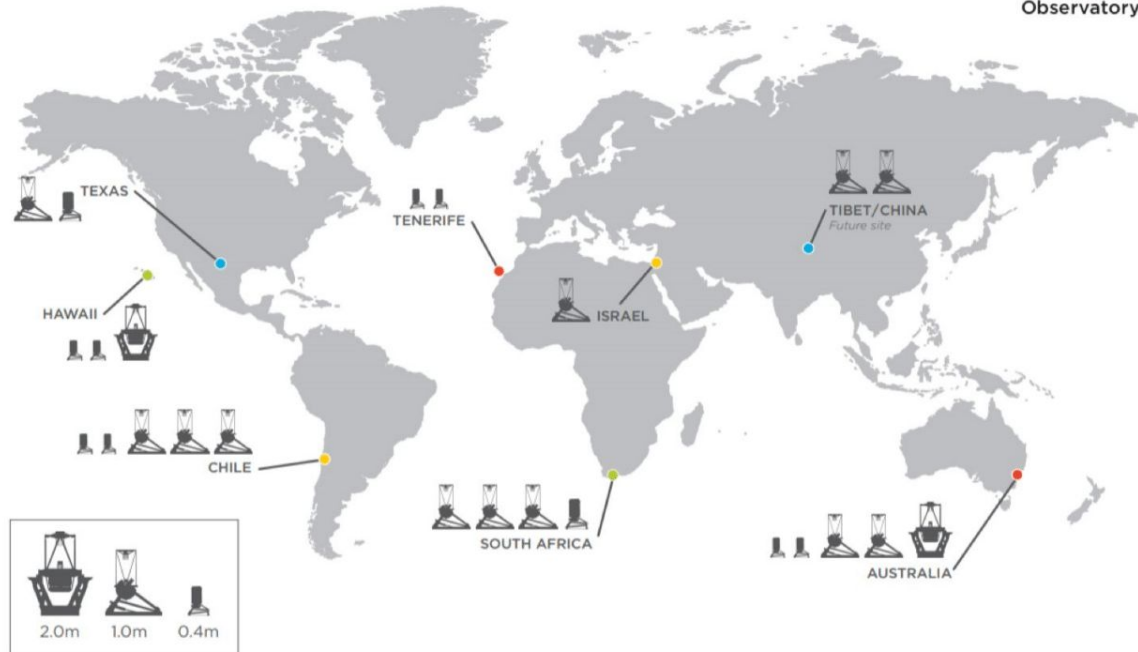 Observatory
TEXAS
TENERIFE
TIBET/CHINA
Future site
HAWAII
ISRAEL
CHILE
SOUTH AFRICA
AUSTRALIA
2.0m
1.0m
0.4m